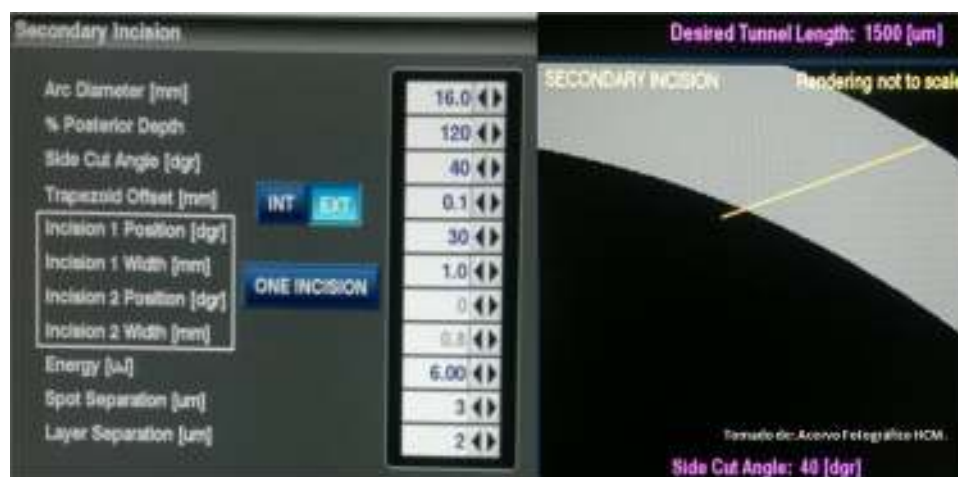 Secondary Incision
Arc Diameter [mm] 16.0
% Posterior Depth 120
Side Cut Angle [dgr] 40
Trapezoid Offset [mm] INT EXT 0.1
Incision 1 Position [dgr] 30
Incision 1 Width [mm] 1.0
Incision 2 Position [dgr] ONE INCISION 0
Incision 2 Width [mm] 0.8
Energy [uJ] 6.00
Spot Separation [um] 3
Layer Separation [um] 2
Desired Tunnel Length: 1500 [um]
SECONDARY INCISION Rendering not to scale
Tomado de: Acervo Fotográfico HCM.
Side Cut Angle: 40 [dgr]